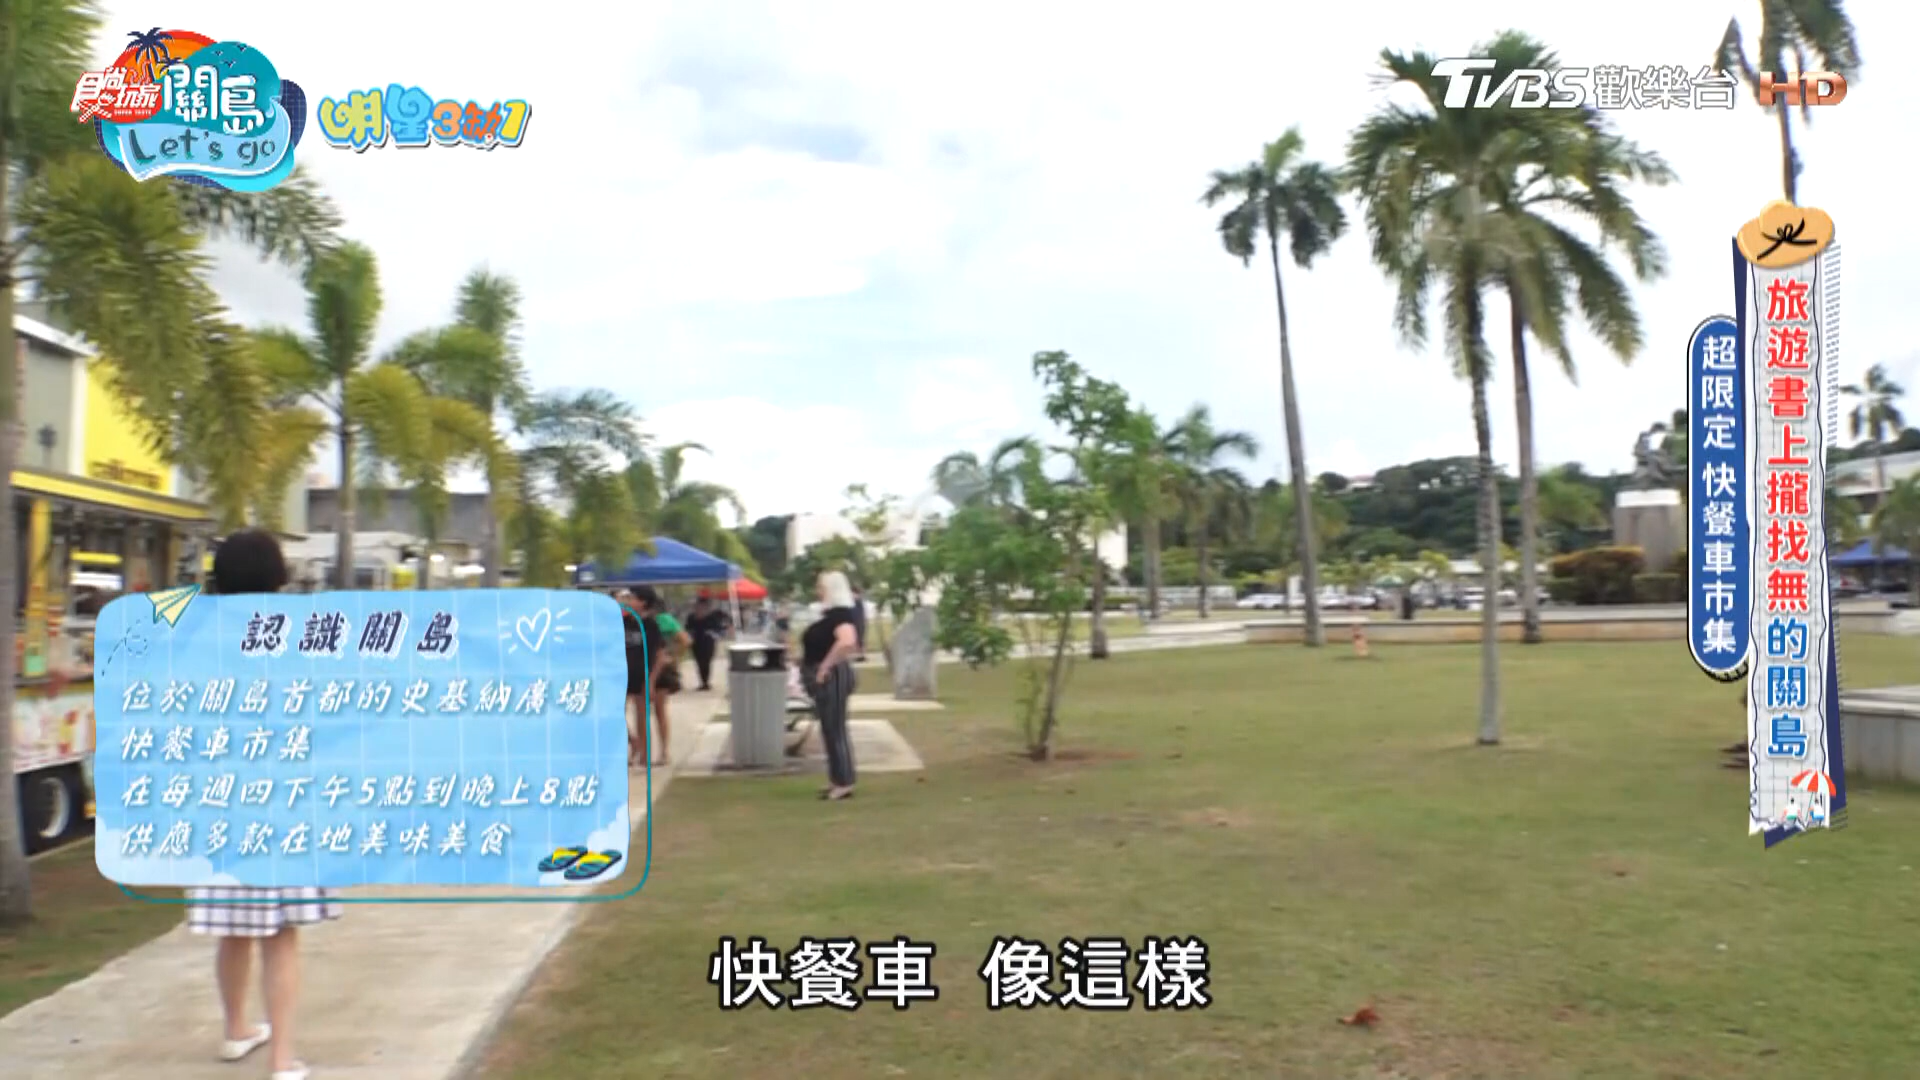 食尚玩家
SUPER TASTE
關島
Let's go
明星3缺1
TVBS歡樂台 HD
旅遊書上攏找無的關島
超限定 快餐車市集
認識關島
位於關島首都的史基納廣場
快餐車市集
在每週四下午5點到晚上8點
供應多款在地美味美食
快餐車 像這樣